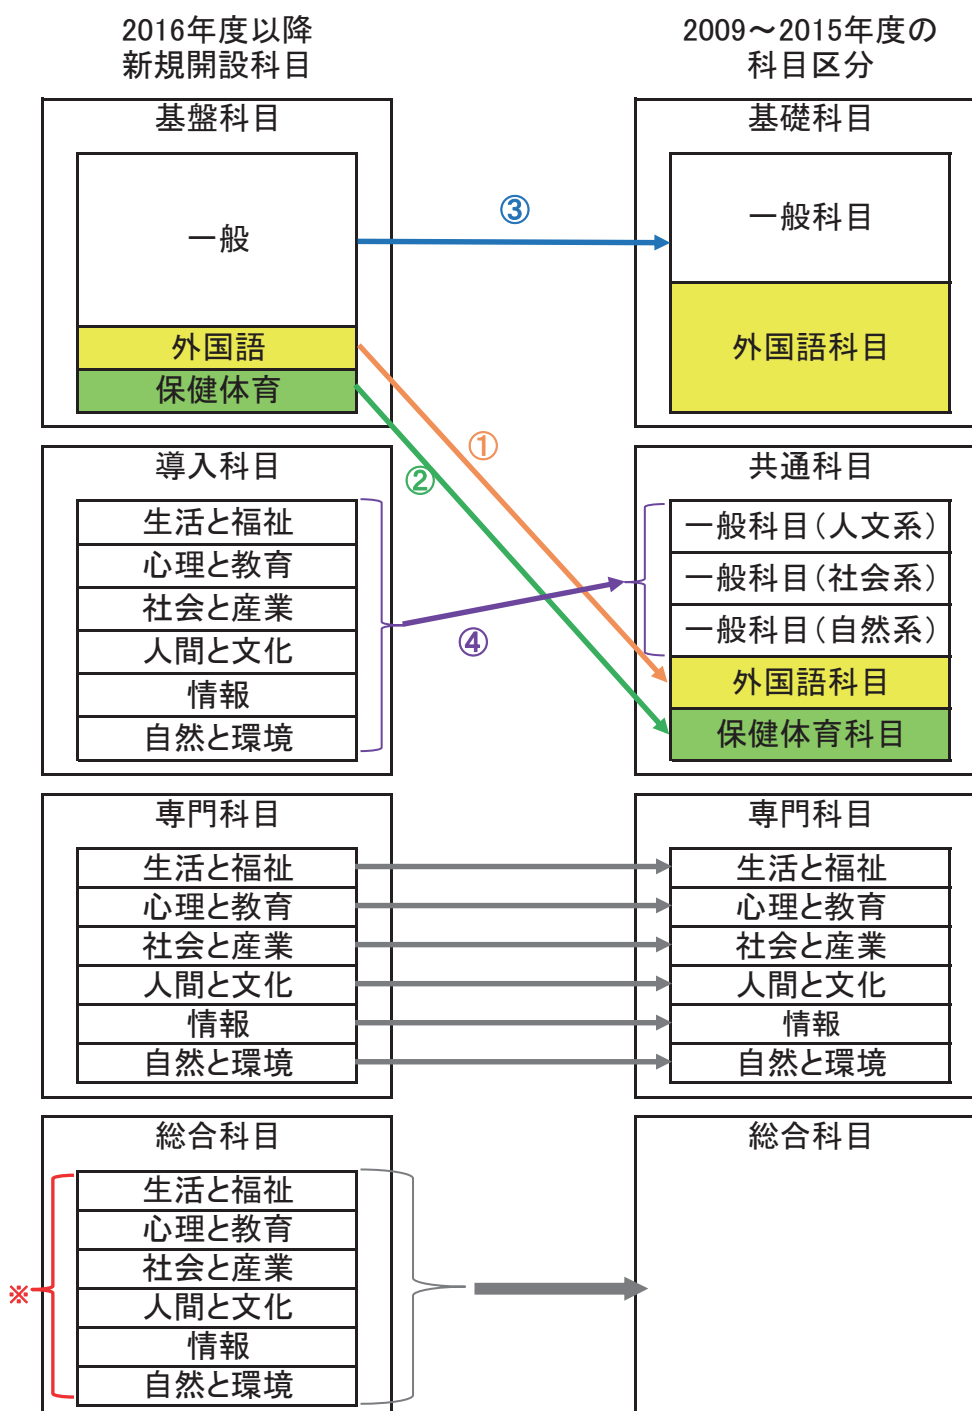 2016年度以降
新規開設科目
基盤科目
一般
外国語
保健体育
導入科目
生活と福祉
心理と教育
社会と産業
人間と文化
情報
自然と環境
専門科目
生活と福祉
心理と教育
社会と産業
人間と文化
情報
自然と環境
総合科目
※
生活と福祉
心理と教育
社会と産業
人間と文化
情報
自然と環境
③
①
②
④
2009～2015年度の
科目区分
基礎科目
一般科目
外国語科目
共通科目
一般科目(人文系)
一般科目(社会系)
一般科目(自然系)
外国語科目
保健体育科目
専門科目
生活と福祉
心理と教育
社会と産業
人間と文化
情報
自然と環境
総合科目